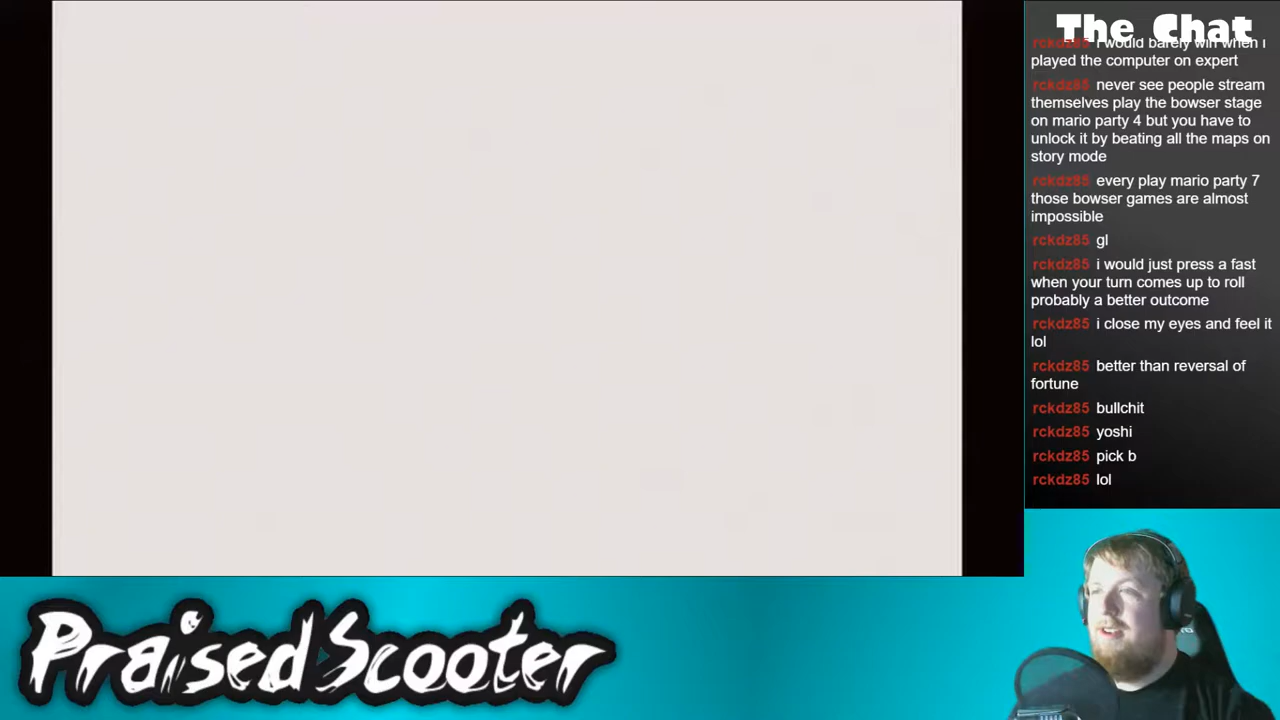 The Chat
rckdz85 i would barely win when i
played the computer on expert
rckdz85 never see people stream
themselves play the bowser stage
on mario party 4 but you have to
unlock it by beating all the maps on
story mode
rckdz85 every play mario party 7
those bowser games are almost
impossible
rckdz85 gl
rckdz85 i would just press a fast
when your turn comes up to roll
probably a better outcome
rckdz85 i close my eyes and feel it
lol
rckdz85 better than reversal of
fortune
rckdz85 bullchit
rckdz85 yoshi
rckdz85 pick b
rckdz85 lol
PraisedScooter